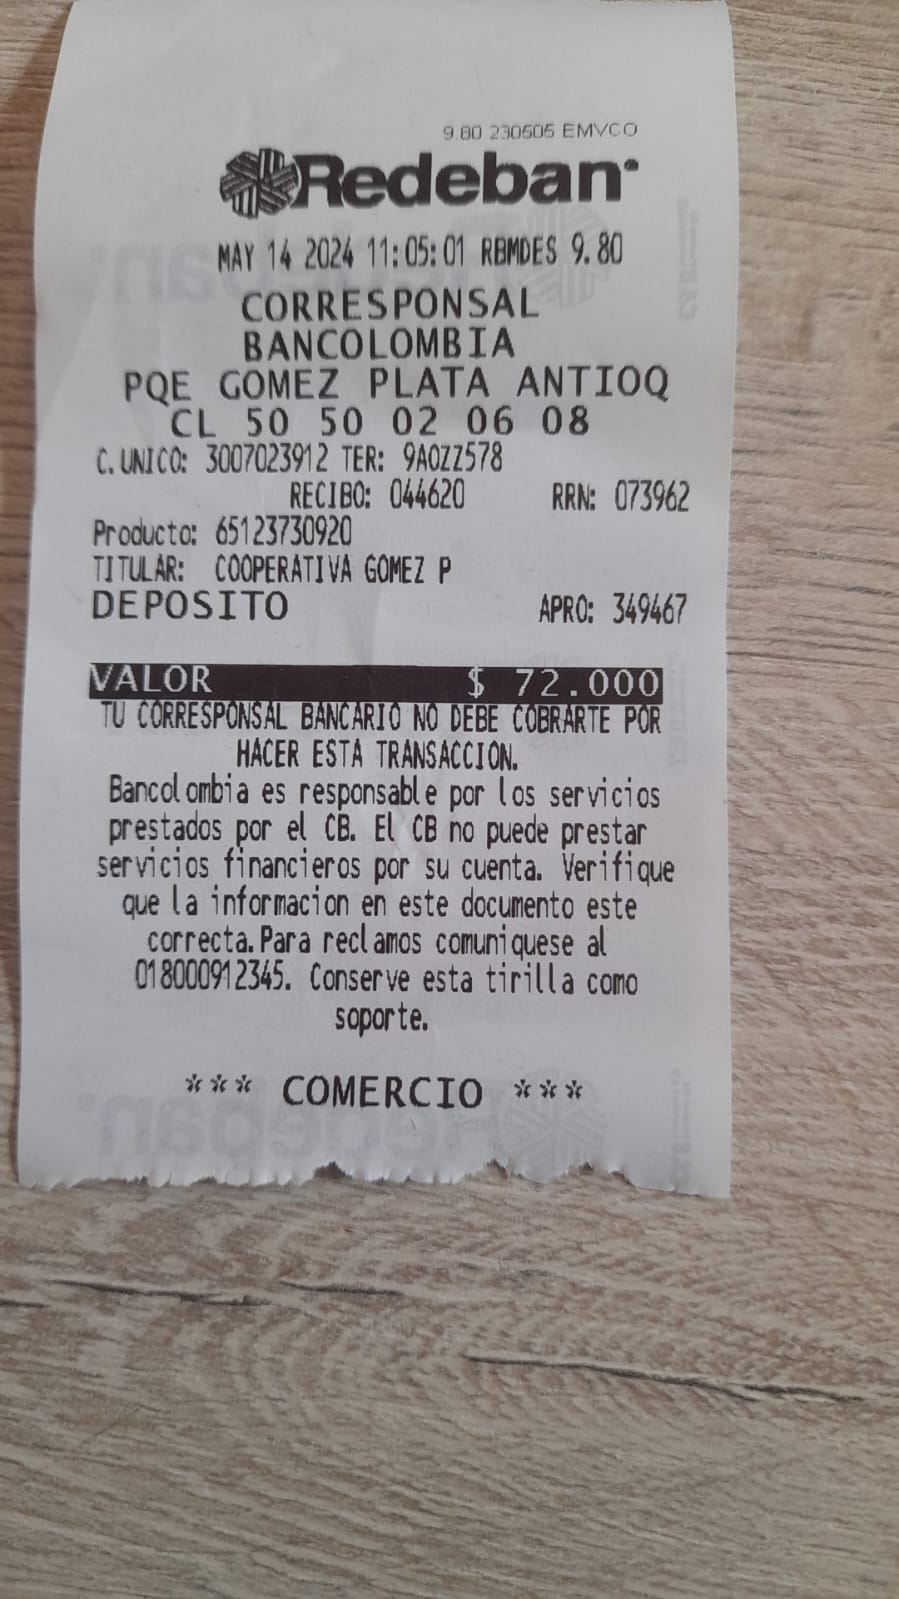 9.80 230505 EMVCO
Redeban
MAY 14 2024 11:05:01 RBMDES 9.80
CORRESPONSAL
BANCOLOMBIA
PQE GOMEZ PLATA ANTIOQ
CL 50 50 02 06 08
C. UNICO: 3007023912 TER: 9AOZZ578
RECIBO: 044620 RRN: 073962
Producto: 65123730920
TITULAR: COOPERATIVA GOMEZ P
DEPOSITO APRO: 349467
VALOR $ 72.000
TU CORRESPONSAL BANCARIO NO DEBE COBRARTE POR
HACER ESTA TRANSACCION.
Bancolombia es responsable por los servicios
prestados por el CB. El CB no puede prestar
servicios financieros por su cuenta. Verifique
que la informacion en este documento este
correcta. Para reclamos comuniquese al
018000912345. Conserve esta tirilla como
soporte.
*** COMERCIO ***